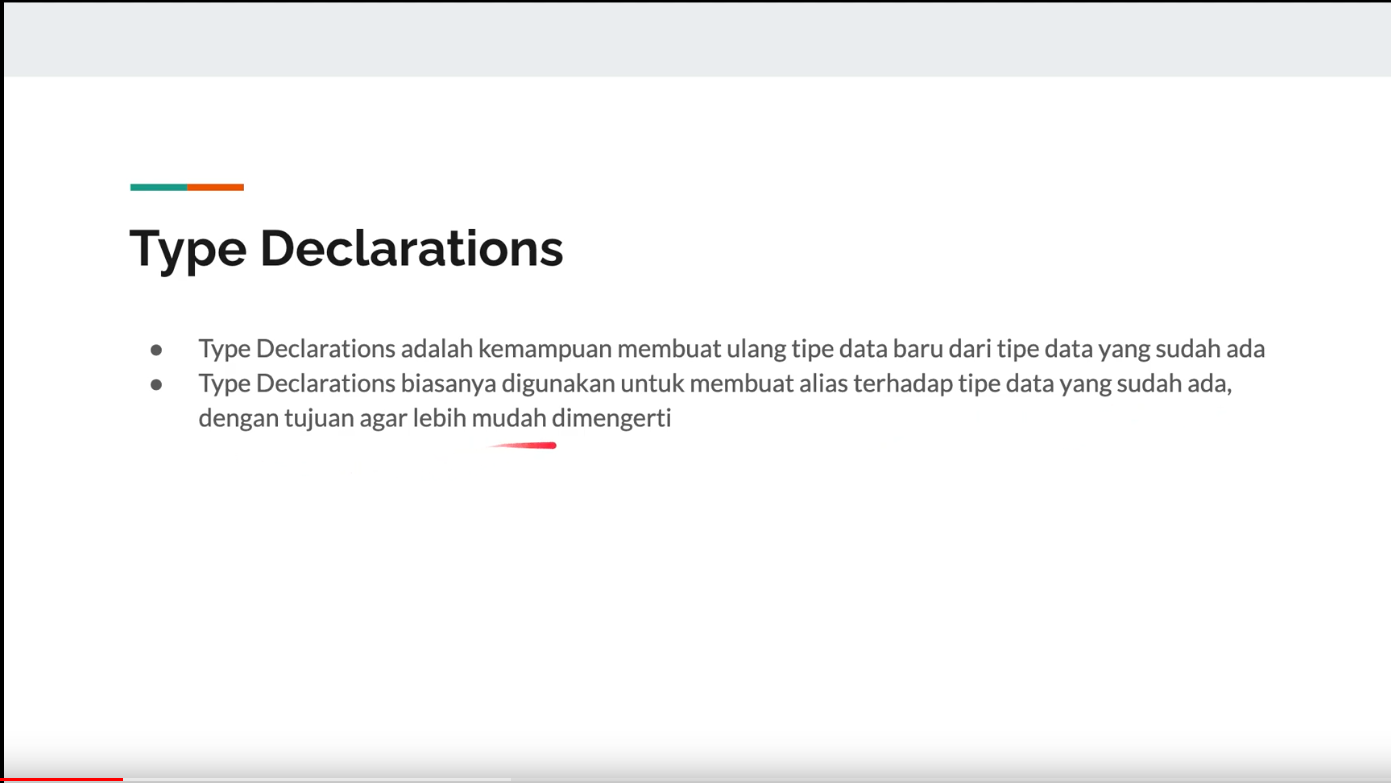 Type Declarations
● Type Declarations adalah kemampuan membuat ulang tipe data baru dari tipe data yang sudah ada
● Type Declarations biasanya digunakan untuk membuat alias terhadap tipe data yang sudah ada,
dengan tujuan agar lebih mudah dimengerti